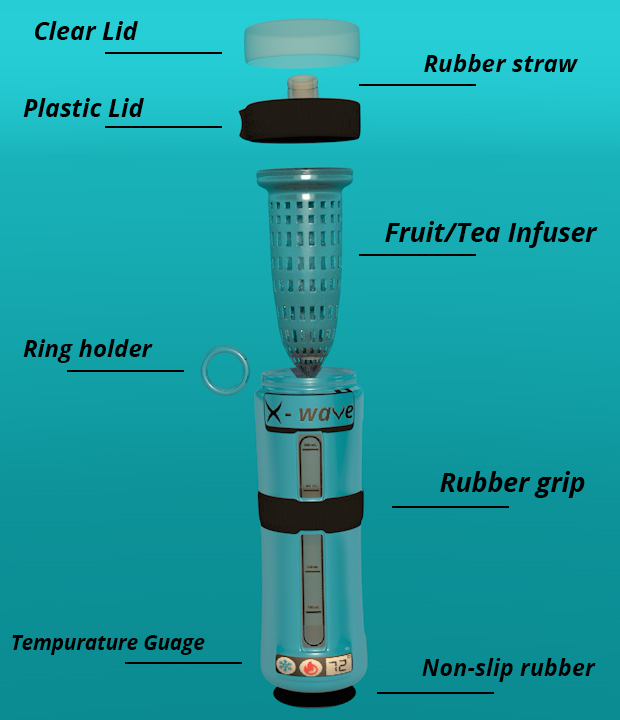 Clear Lid
Rubber straw
Plastic Lid
Fruit/Tea Infuser
Ring holder
X-wave
Rubber grip
Tempurature Guage
72
Non-slip rubber